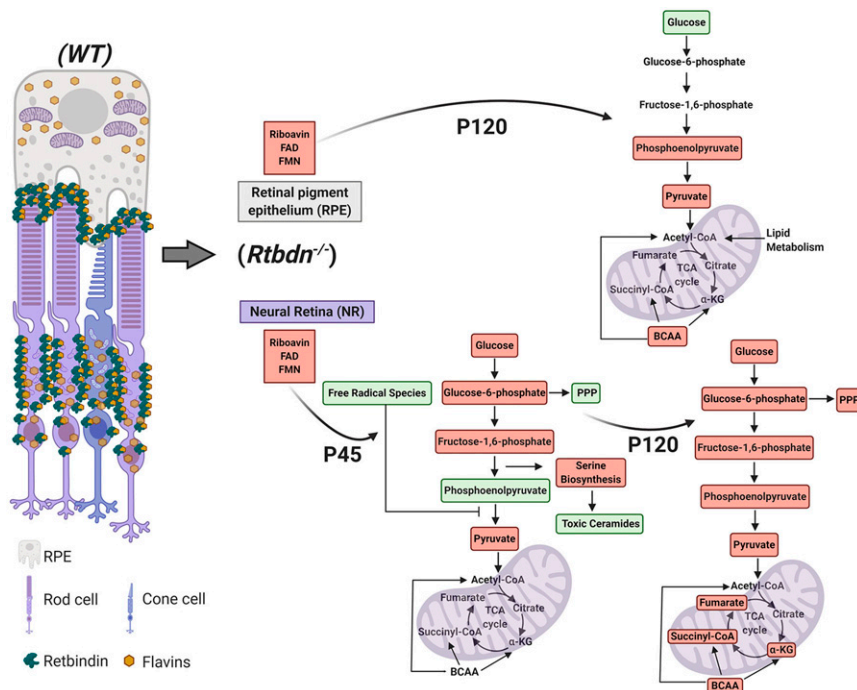 (WT)
Riboavin
FAD
FMN
Retinal pigment
epithelium (RPE)
P120
Glucose
Glucose-6-phosphate
Fructose-1,6-phosphate
Phosphoenolpyruvate
Pyruvate
Acetyl-CoA
Lipid
Metabolism
Fumarate
TCA
cycle
Citrate
Succinyl-CoA
α-KG
BCAA
(Rtbdn-/-)
Neural Retina (NR)
Riboavin
FAD
FMN
P45
Free Radical Species
Glucose
Glucose-6-phosphate
PPP
Fructose-1,6-phosphate
Serine
Biosynthesis
Phosphoenolpyruvate
Toxic Ceramides
Pyruvate
Acetyl-CoA
Fumarate
TCA
cycle
Citrate
Succinyl-CoA
α-KG
BCAA
P120
Glucose
Glucose-6-phosphate
PPP
Fructose-1,6-phosphate
Phosphoenolpyruvate
Pyruvate
Acetyl-CoA
Fumarate
TCA
cycle
Citrate
Succinyl-CoA
α-KG
BCAA
RPE
Rod cell
Cone cell
Retbindin
Flavins